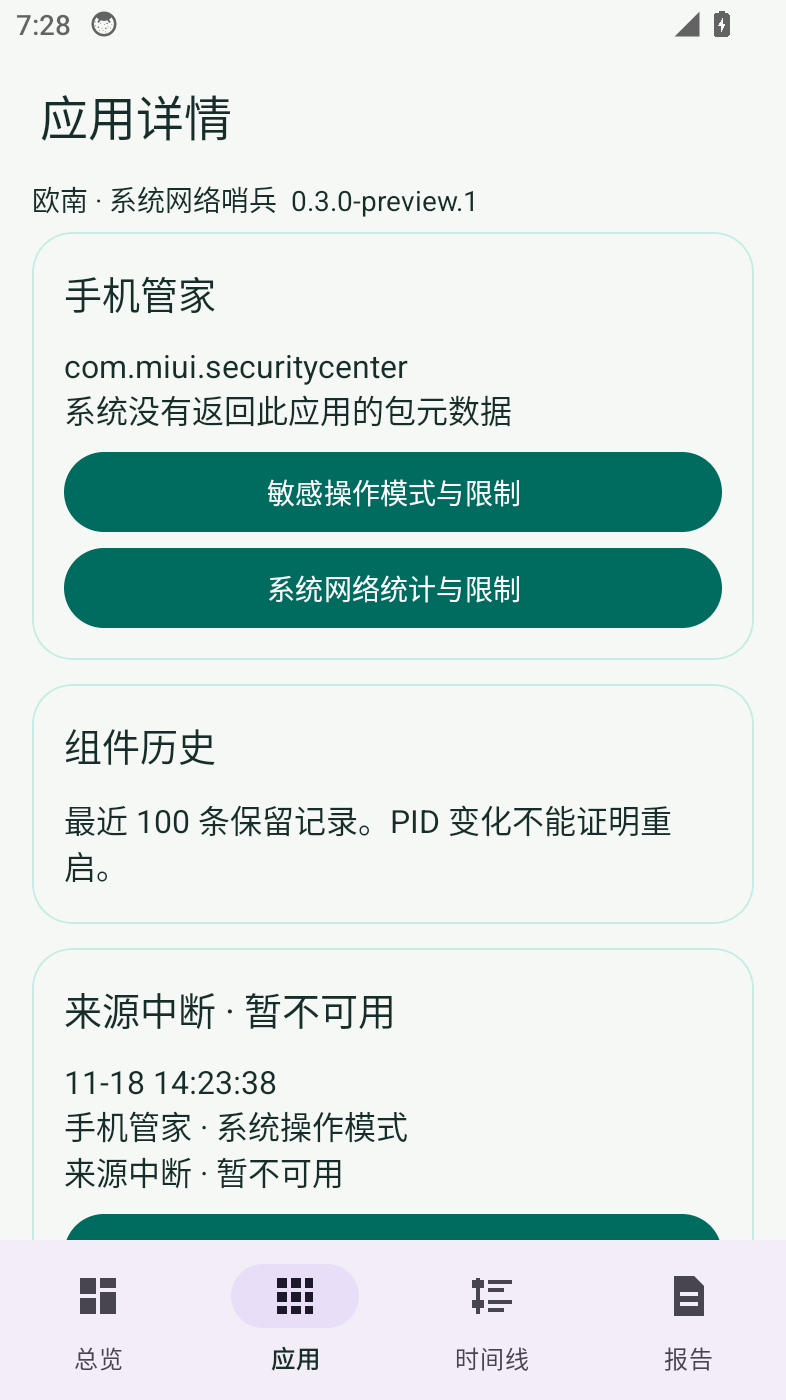 7:28
应用详情
欧南 · 系统网络哨兵 0.3.0-preview.1
手机管家
com.miui.securitycenter
系统没有返回此应用的包元数据
敏感操作模式与限制
系统网络统计与限制
组件历史
最近 100 条保留记录。PID 变化不能证明重
启。
来源中断 · 暂不可用
11-18 14:23:38
手机管家 · 系统操作模式
来源中断 · 暂不可用
总览
应用
时间线
报告